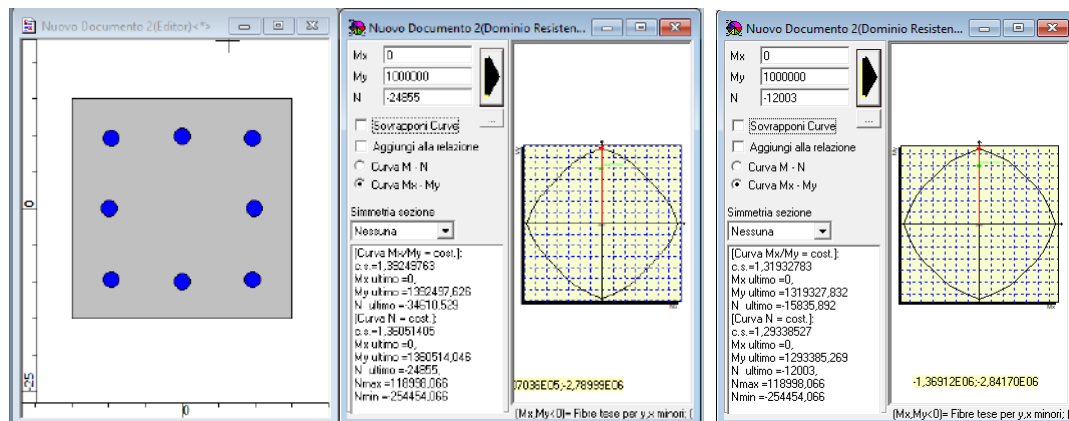 Nuovo Documento 2(Editor)<*>
0
-25
0
Nuovo Documento 2(Dominio Resisten...
Mx 0
My 1000000
N -24855
...
Sovrapponi Curve
Aggiungi alla relazione
Curva M - N
Curva Mx - My
Simmetria sezione
Nessuna
[Curva Mx/My = cost.]:
c.s.=1,39249763
Mx ultimo =0,
My ultimo =1392497,626
N ultimo =-34610,529
[Curva N = cost.]:
c.s.=1,36051405
Mx ultimo =0,
My ultimo =1360514,046
N ultimo =-24855,
Nmax =118998,066
Nmin =-254454,066
My
Mx
07036E05;-2,78999E06
(Mx,My<0)= Fibre tese per y,x minori; (
Nuovo Documento 2(Dominio Resisten...
Mx 0
My 1000000
N -12003
...
Sovrapponi Curve
Aggiungi alla relazione
Curva M - N
Curva Mx - My
Simmetria sezione
Nessuna
[Curva Mx/My = cost.]:
c.s.=1,31932783
Mx ultimo =0,
My ultimo =1319327,832
N ultimo =-15835,892
[Curva N = cost.]:
c.s.=1,29338527
Mx ultimo =0,
My ultimo =1293385,269
N ultimo =-12003,
Nmax =118998,066
Nmin =-254454,066
Mx
-1,36912E06;-2,84170E06
(Mx,My<0)= Fibre tese per y,x minori; (